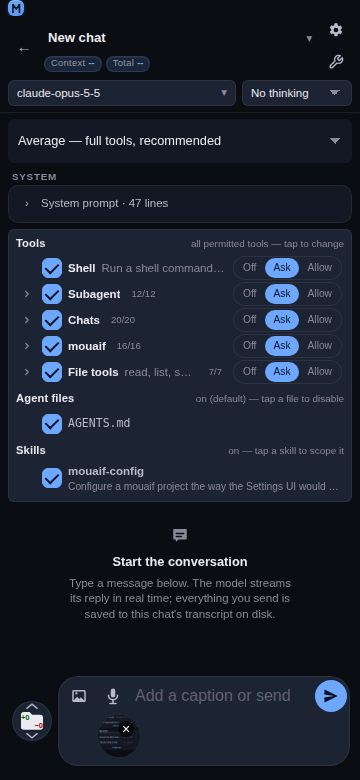 New chat
Context --
Total --
claude-opus-5-5
No thinking
Average — full tools, recommended
SYSTEM
System prompt · 47 lines
Tools all permitted tools — tap to change
Shell Run a shell command… Off Ask Allow
Subagent 12/12 Off Ask Allow
Chats 20/20 Off Ask Allow
mouaif 16/16 Off Ask Allow
File tools read, list, s… 7/7 Off Ask Allow
Agent files on (default) — tap a file to disable
AGENTS.md
Skills on — tap a skill to scope it
mouaif-config
Configure a mouaif project the way the Settings UI would …
Start the conversation
Type a message below. The model streams
its reply in real time; everything you send is
saved to this chat's transcript on disk.
Add a caption or send
+0
−0